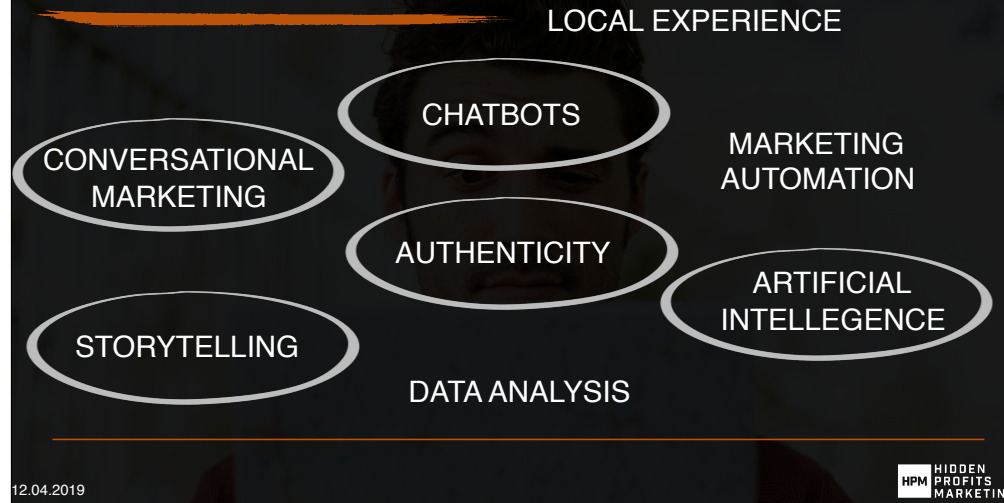 LOCAL EXPERIENCE
CHATBOTS
CONVERSATIONAL
MARKETING
MARKETING
AUTOMATION
AUTHENTICITY
ARTIFICIAL
INTELLEGENCE
STORYTELLING
DATA ANALYSIS
12.04.2019
HPM
HIDDEN
PROFITS
MARKETIN